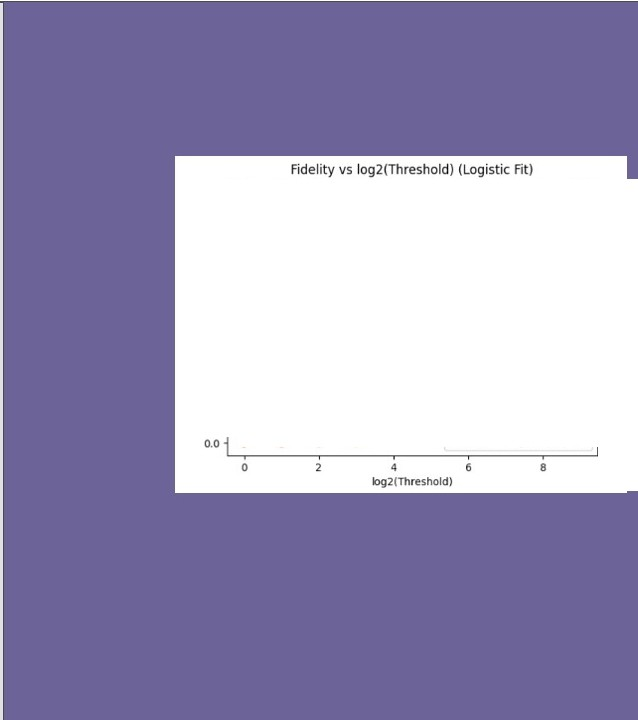 Fidelity vs log2(Threshold) (Logistic Fit)
0.0
0 2 4 6 8
log2(Threshold)